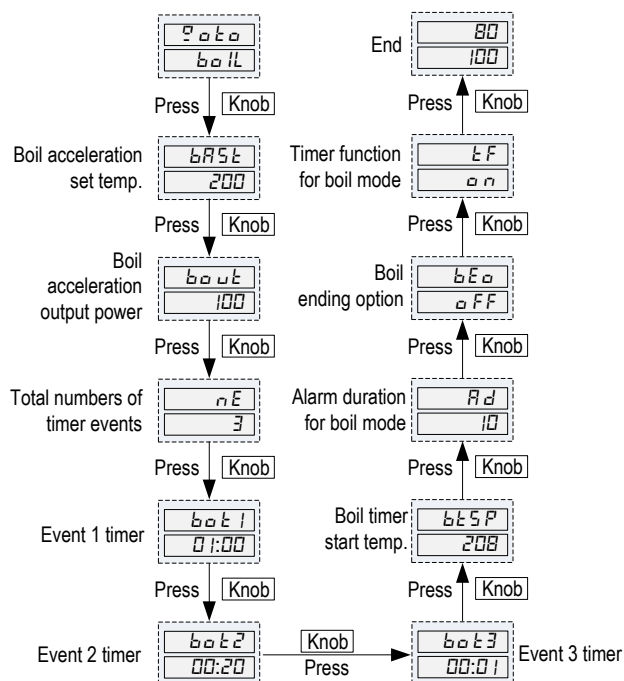 goto
boIL
Press Knob
Boil acceleration
set temp.
bASt
200
Press Knob
Boil
acceleration
output power
bout
100
Press Knob
Total numbers of
timer events
nE
3
Press Knob
Event 1 timer
bot1
01:00
Press Knob
Event 2 timer
bot2
00:20
Knob
Press
bot3
00:01
Event 3 timer
Press Knob
Boil timer
start temp.
btSP
208
Press Knob
Alarm duration
for boil mode
Ad
10
Press Knob
Boil
ending option
bEo
oFF
Press Knob
Timer function
for boil mode
tF
on
Press Knob
End
80
100